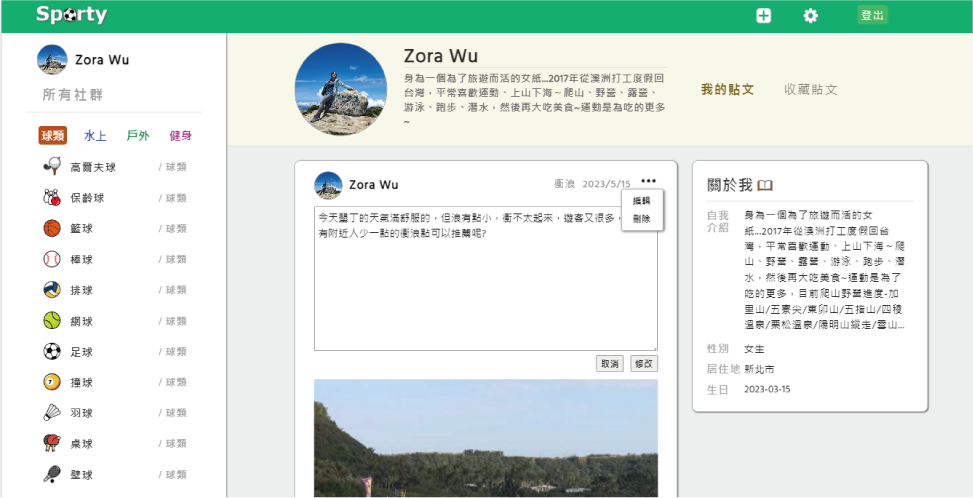 Sporty
登出
Zora Wu
所有社群
球類 水上 戶外 健身
高爾夫球 / 球類
保齡球 / 球類
籃球 / 球類
棒球 / 球類
排球 / 球類
網球 / 球類
足球 / 球類
撞球 / 球類
羽球 / 球類
桌球 / 球類
壁球 / 球類
Zora Wu
身為一個為了旅遊而活的女紙...2017年從澳洲打工度假回
台灣，平常喜歡運動、上山下海～爬山、野營、露營、
游泳、跑步、潛水，然後再大吃美食~運動是為吃的更多
~
我的貼文 收藏貼文
Zora Wu
衝浪 2023/5/15 •••
編輯
刪除
今天墾丁的天氣滿舒服的，但浪有點小，衝不太起來，遊客又很多，
有附近人少一點的衝浪點可以推薦呢?
取消 修改
關於我
自我
介紹
身為一個為了旅遊而活的女
紙...2017年從澳洲打工度假回台
灣，平常喜歡運動、上山下海～爬
山、野營、露營、游泳、跑步、潛
水，然後再大吃美食~運動是為了
吃的更多，目前爬山野營進度-加
里山/五寮尖/東卯山/五指山/四稜
溫泉/栗松溫泉/陽明山縱走/雪山...
性別 女生
居住地 新北市
生日 2023-03-15